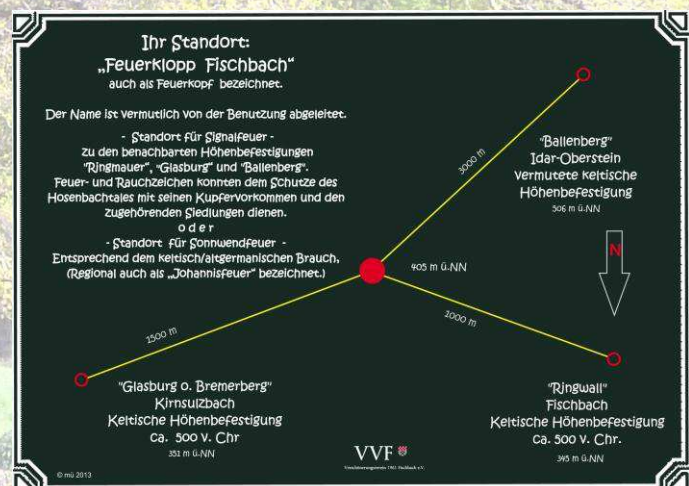 Ihr Standort:
„Feuerklopp Fischbach“
auch als Feuerkopf bezeichnet.
Der Name ist vermutlich von der Benutzung abgeleitet.
- Standort für Signalfeuer -
zu den benachbarten Höhenbefestigungen
"Ringmauer", "Glasburg" und "Ballenberg".
Feuer- und Rauchzeichen konnten dem Schutze des
Hosenbachtales mit seinen Kupfervorkommen und den
zugehörenden Siedlungen dienen.
oder
- Standort für Sonnwendfeuer -
Entsprechend dem keltisch/altgermanischen Brauch,
(Regional auch als „Johannisfeuer“ bezeichnet.)
3000 m
"Ballenberg"
Idar-Oberstein
vermutete keltische
Höhenbefestigung
506 m ü.NN
N
405 m ü.NN
1500 m
2000 m
"Glasburg o. Bremerberg"
Kirnsulzbach
Keltische Höhenbefestigung
ca. 500 v. Chr
351 m ü.NN
"Ringwall"
Fischbach
Keltische Höhenbefestigung
ca. 500 v. Chr.
345 m ü.NN
VVF
Verschönerungsverein 1961 Fischbach e.V.
© mü 2013